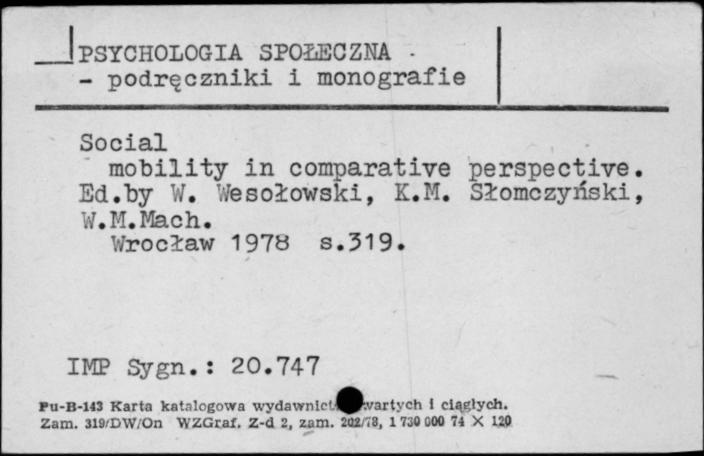 PSYCHOLOGIA SPOŁECZNA -
- podręczniki i monografie
Social
mobility in comparative perspective.
Ed.by W. Wesołowski, K.M. Słomczyński,
W.M.Mach.
Wrocław 1978 s.319.
IMP Sygn.: 20.747
Pu-B-143 Karta katalogowa wydawnict wartych i ciągłych.
Zam. 319/DW/On WZGraf. Z-d 2, zam. 202/78, 1 730 000 74 X 120